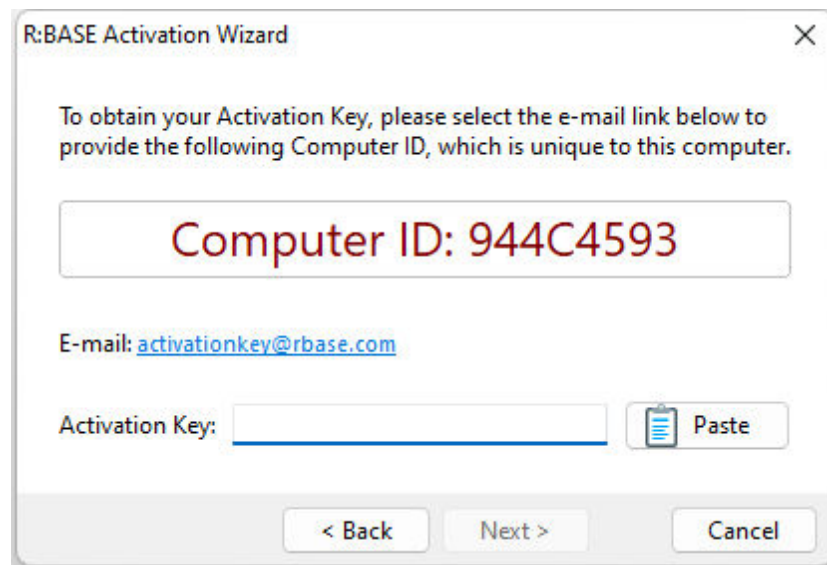 R:BASE Activation Wizard
To obtain your Activation Key, please select the e-mail link below to
provide the following Computer ID, which is unique to this computer.
Computer ID: 944C4593
E-mail: activationkey@rbase.com
Activation Key:
Paste
< Back
Next >
Cancel